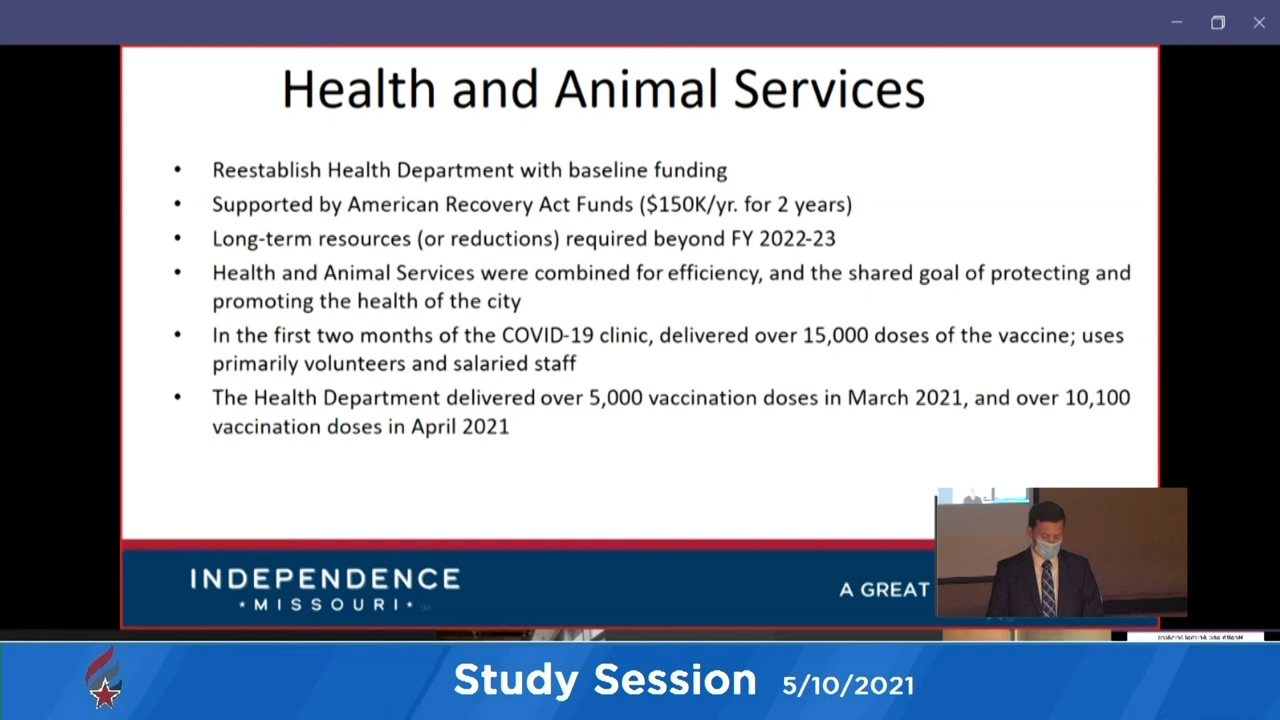 Health and Animal Services
• Reestablish Health Department with baseline funding
• Supported by American Recovery Act Funds ($150K/yr. for 2 years)
• Long-term resources (or reductions) required beyond FY 2022-23
• Health and Animal Services were combined for efficiency, and the shared goal of protecting and
promoting the health of the city
• In the first two months of the COVID-19 clinic, delivered over 15,000 doses of the vaccine; uses
primarily volunteers and salaried staff
• The Health Department delivered over 5,000 vaccination doses in March 2021, and over 10,100
vaccination doses in April 2021
INDEPENDENCE
MISSOURI
A GREAT
Study Session 5/10/2021